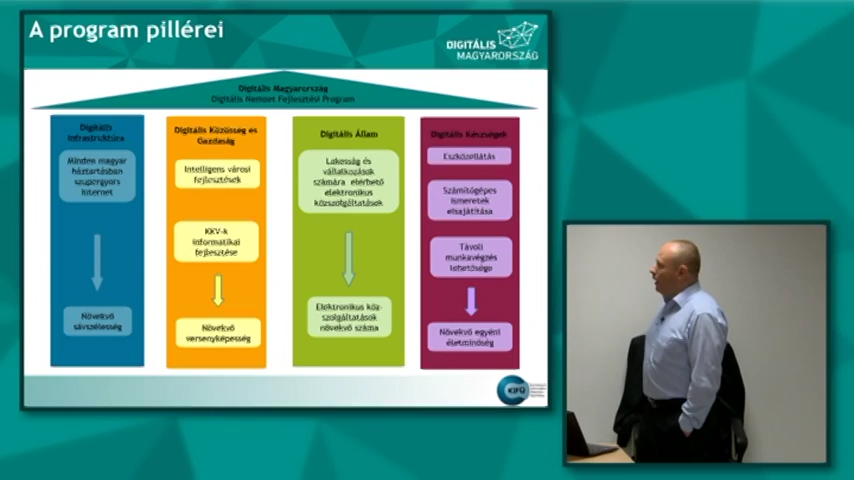 A program pillérei
DIGITÁLIS
MAGYARORSZÁG
Digitális Magyarország
Digitális Nemzet Fejlesztési Program
Digitális
Infrastruktúra
Minden magyar
háztartásban
szupergyors
internet
Növekvő
sávszélesség
Digitális Közösség és
Gazdaság
Intelligens városi
fejlesztések
KKV-k
informatikai
fejlesztése
Növekvő
versenyképesség
Digitális Állam
Lakosság és
vállalkozások
számára elérhető
elektronikus
közszolgáltatások
Elektronikus köz-
szolgáltatások
növekvő száma
Digitális Készségek
Eszközellátás
Számítógépes
ismeretek
elsajátítása
Távoli
munkavégzés
lehetősége
Növekvő egyéni
életminőség
KIFÜ